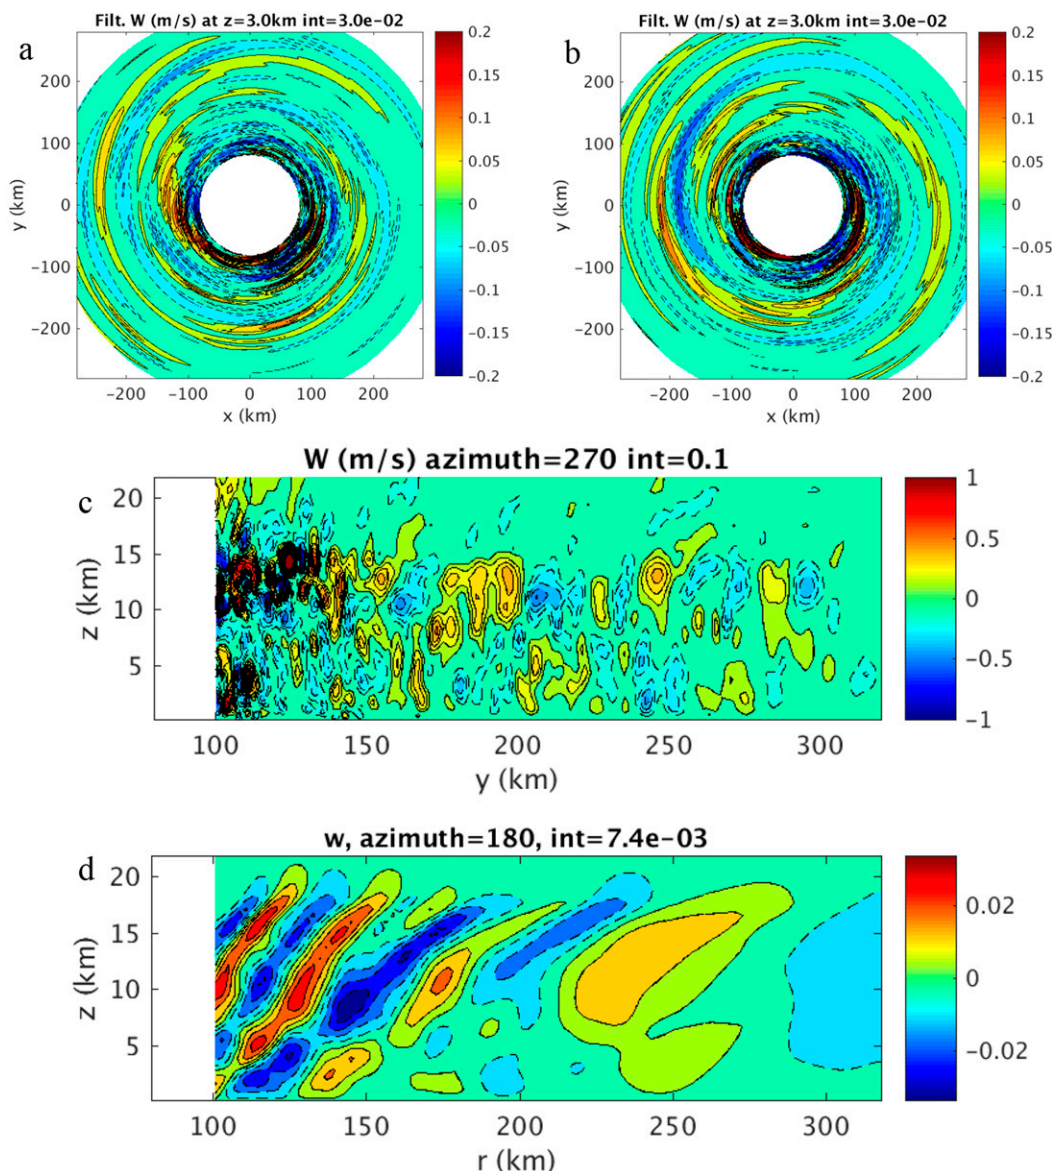 Filt. W (m/s) at z=3.0km int=3.0e-02
a
200
100
0
−100
−200
y (km)
−200 −100 0 100 200
x (km)
0.2
0.15
0.1
0.05
0
−0.05
−0.1
−0.15
−0.2
Filt. W (m/s) at z=3.0km int=3.0e-02
b
200
100
0
−100
−200
y (km)
−200 −100 0 100 200
x (km)
0.2
0.15
0.1
0.05
0
−0.05
−0.1
−0.15
−0.2
W (m/s) azimuth=270 int=0.1
c
20
15
10
5
z (km)
100 150 200 250 300
y (km)
1
0.5
0
−0.5
−1
w, azimuth=180, int=7.4e−03
d
20
15
10
5
z (km)
100 150 200 250 300
r (km)
0.02
0
−0.02